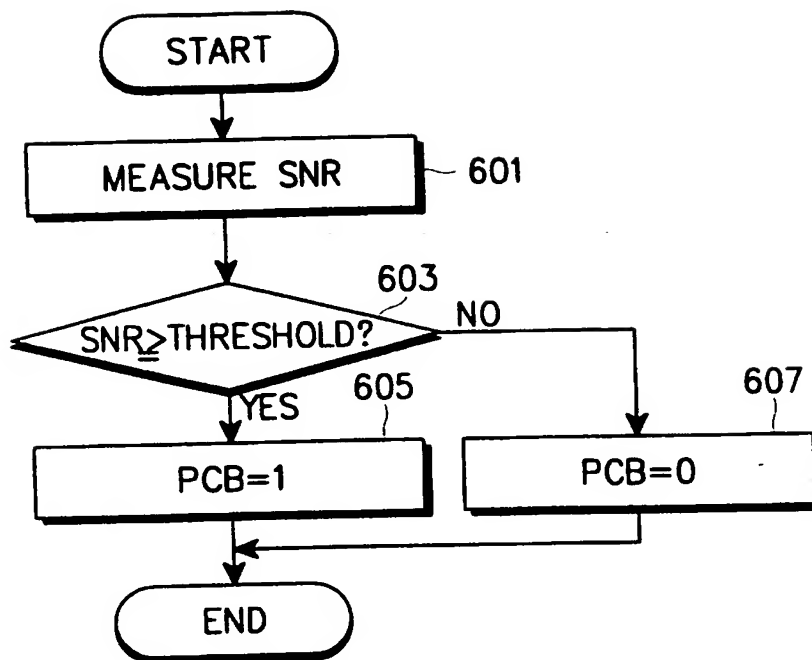 START
MEASURE SNR
601
603
SNR≥THRESHOLD?
NO
YES
605
607
PCB=1
PCB=0
END